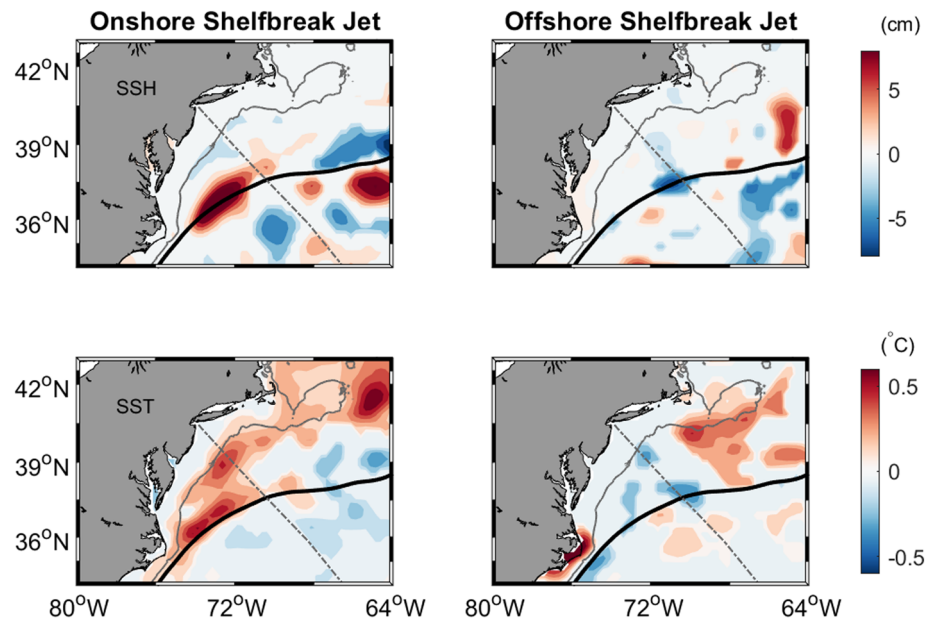 Onshore Shelfbreak Jet
Offshore Shelfbreak Jet
(cm)
SSH
42°N
39°N
36°N
5
0
-5
(°C)
SST
42°N
39°N
36°N
0.5
0
-0.5
80°W
72°W
64°W
80°W
72°W
64°W